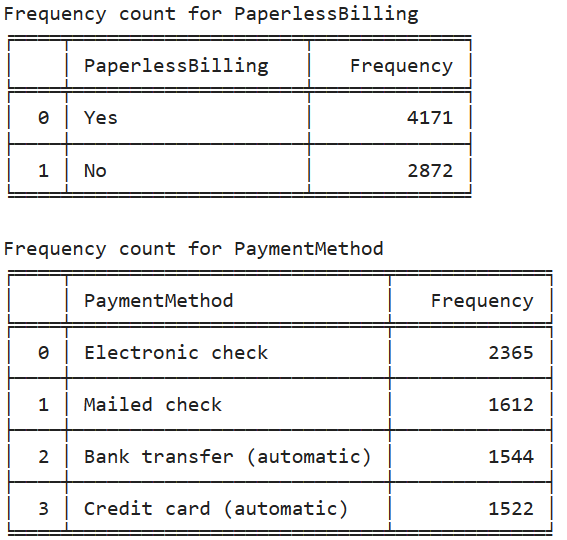 Frequency count for PaperlessBilling
PaperlessBilling Frequency
0 Yes 4171
1 No 2872
Frequency count for PaymentMethod
PaymentMethod Frequency
0 Electronic check 2365
1 Mailed check 1612
2 Bank transfer (automatic) 1544
3 Credit card (automatic) 1522